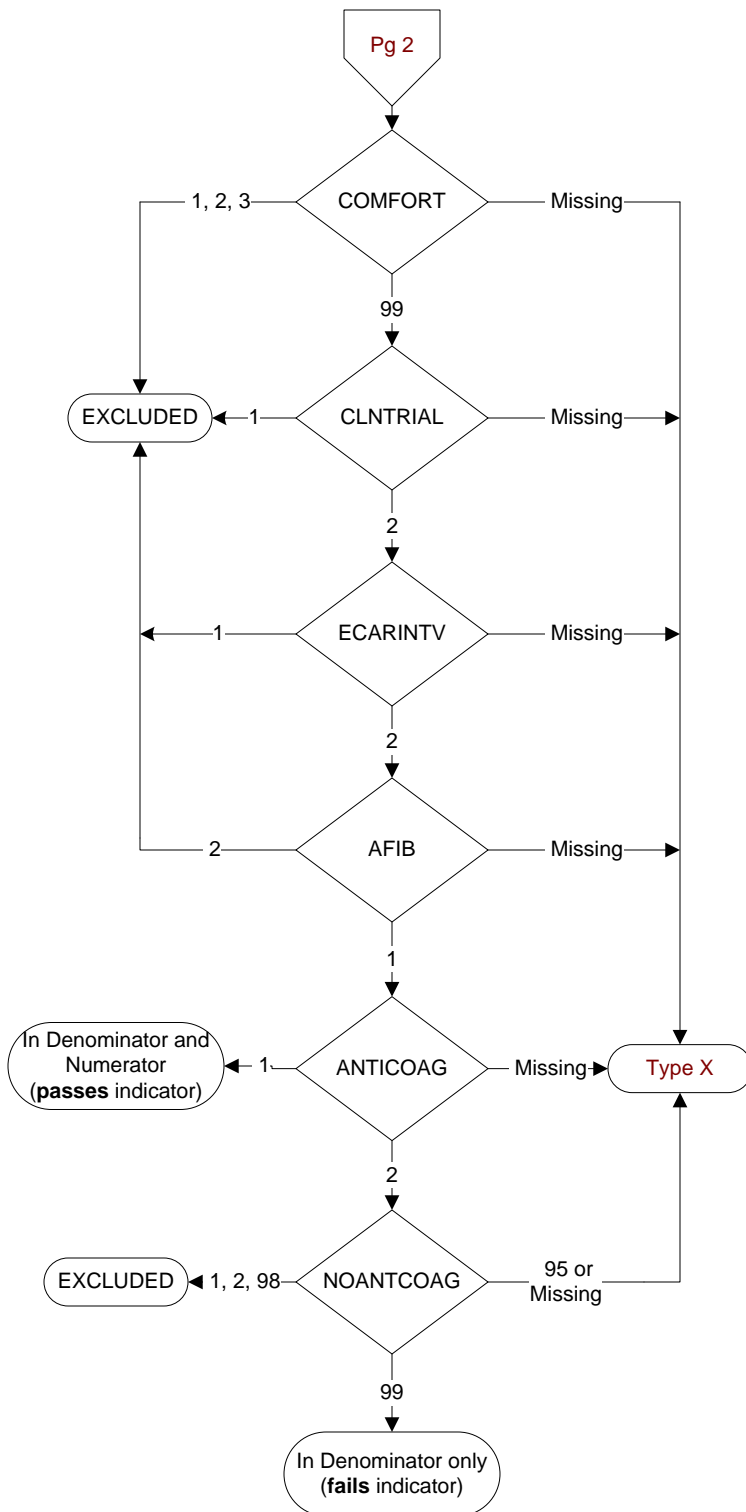 Pg 2
COMFORT
1, 2, 3
Missing
99
EXCLUDED
1
CLNTRIAL
Missing
2
1
ECARINTV
Missing
2
2
AFIB
Missing
1
In Denominator and
Numerator
(passes indicator)
1
ANTICOAG
Missing
Type X
2
EXCLUDED
1, 2, 98
NOANTCOAG
95 or
Missing
99
In Denominator only
(fails indicator)